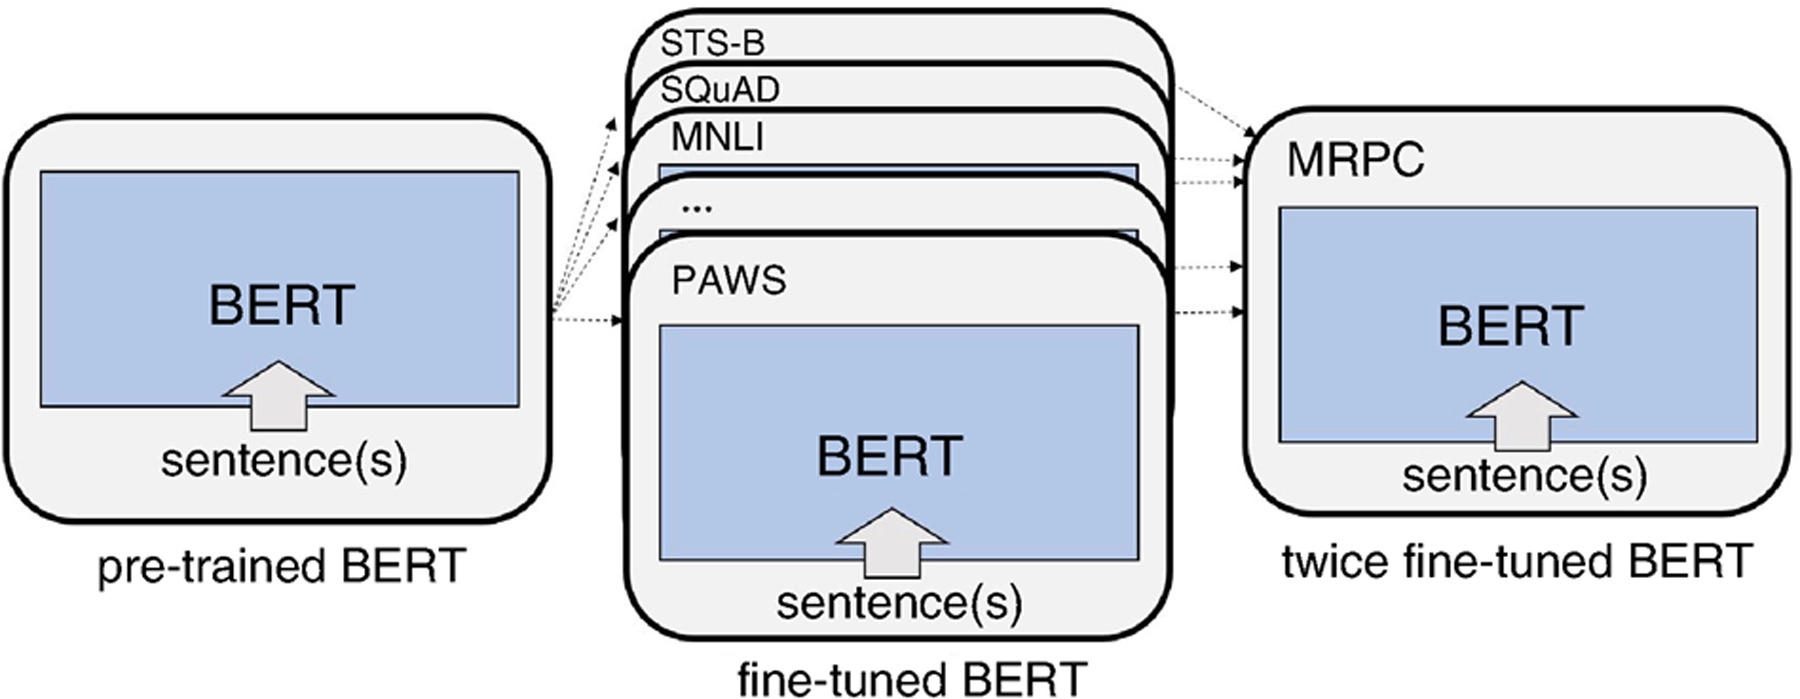 BERT
sentence(s)
pre-trained BERT
STS-B
SQuAD
MNLI
...
PAWS
BERT
sentence(s)
fine-tuned BERT
MRPC
BERT
sentence(s)
twice fine-tuned BERT